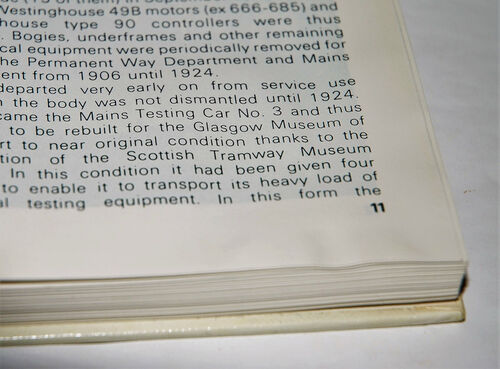 Westinghouse 49B motors (ex 666-685) and
house type 90 controllers were thus
. Bogies, underframes and other remaining
cal equipment were periodically removed for
he Permanent Way Department and Mains
ent from 1906 until 1924.
departed very early on from service use
n the body was not dismantled until 1924.
came the Mains Testing Car No. 3 and thus
to be rebuilt for the Glasgow Museum of
rt to near original condition thanks to the
tion of the Scottish Tramway Museum
. In this condition it had been given four
to enable it to transport its heavy load of
al testing equipment. In this form the
11